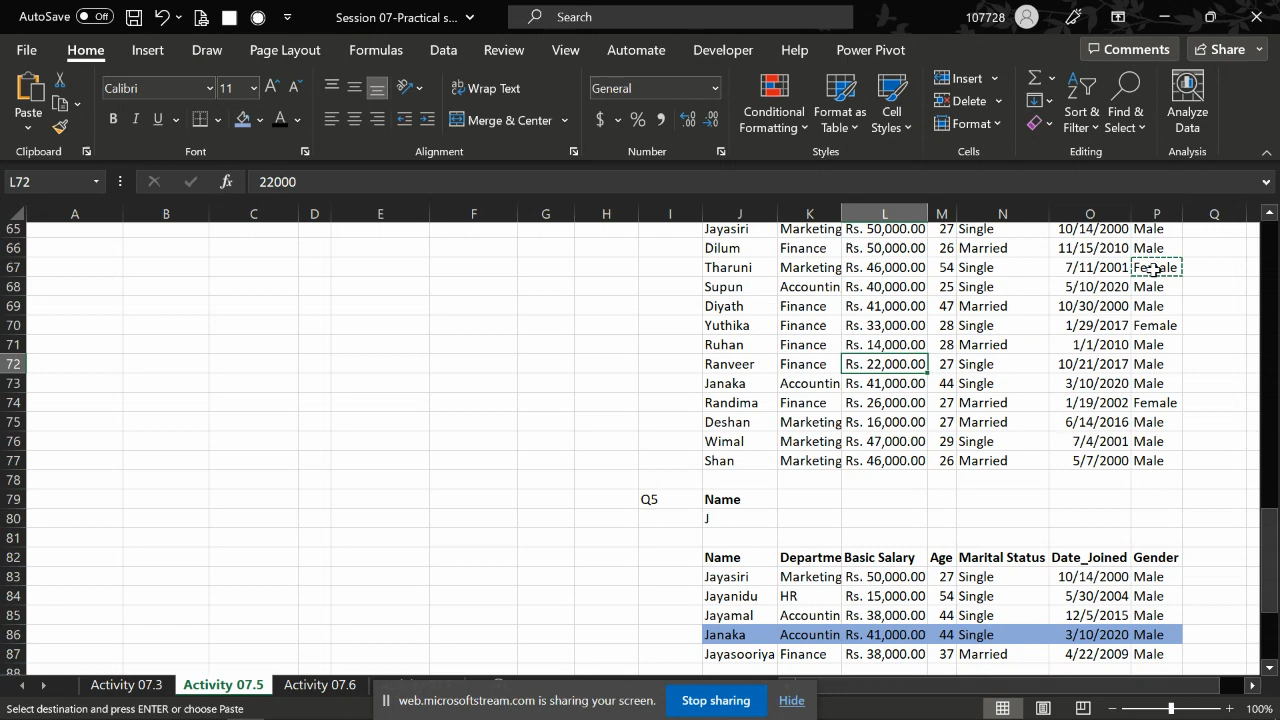 AutoSave Off Session 07-Practical s... Search 107728
File Home Insert Draw Page Layout Formulas Data Review View Automate Developer Help Power Pivot Comments Share
Paste Calibri 11 Wrap Text General Conditional Formatting Format as Table Cell Styles Insert Sort & Filter Find & Select Analyze Data
B I U Merge & Center $ % Delete
Format
Clipboard Font Alignment Number Styles Cells Editing Analysis
L72 fx 22000
A B C D E F G H I J K L M N O P Q
65 Jayasiri Marketing Rs. 50,000.00 27 Single 10/14/2000 Male
66 Dilum Finance Rs. 50,000.00 26 Married 11/15/2010 Male
67 Tharuni Marketing Rs. 46,000.00 54 Single 7/11/2001 Female
68 Supun Accountin Rs. 40,000.00 25 Single 5/10/2020 Male
69 Diyath Finance Rs. 41,000.00 47 Married 10/30/2000 Male
70 Yuthika Finance Rs. 33,000.00 28 Single 1/29/2017 Female
71 Ruhan Finance Rs. 14,000.00 28 Married 1/1/2010 Male
72 Ranveer Finance Rs. 22,000.00 27 Single 10/21/2017 Male
73 Janaka Accountin Rs. 41,000.00 44 Single 3/10/2020 Male
74 Randima Finance Rs. 26,000.00 27 Married 1/19/2002 Female
75 Deshan Marketing Rs. 16,000.00 27 Married 6/14/2016 Male
76 Wimal Marketing Rs. 47,000.00 29 Single 7/4/2001 Male
77 Shan Marketing Rs. 46,000.00 26 Married 5/7/2000 Male
78
79 Q5 Name
80 J
81
82 Name Departme Basic Salary Age Marital Status Date_Joined Gender
83 Jayasiri Marketing Rs. 50,000.00 27 Single 10/14/2000 Male
84 Jayanidu HR Rs. 15,000.00 54 Single 5/30/2004 Male
85 Jayamal Accountin Rs. 38,000.00 44 Single 12/5/2015 Male
86 Janaka Accountin Rs. 41,000.00 44 Single 3/10/2020 Male
87 Jayasooriya Finance Rs. 38,000.00 37 Married 4/22/2009 Male
88
Activity 07.3 Activity 07.5 Activity 07.6
web.microsoftstream.com is sharing your screen. Stop sharing Hide
Select destination and press ENTER or choose Paste 100%